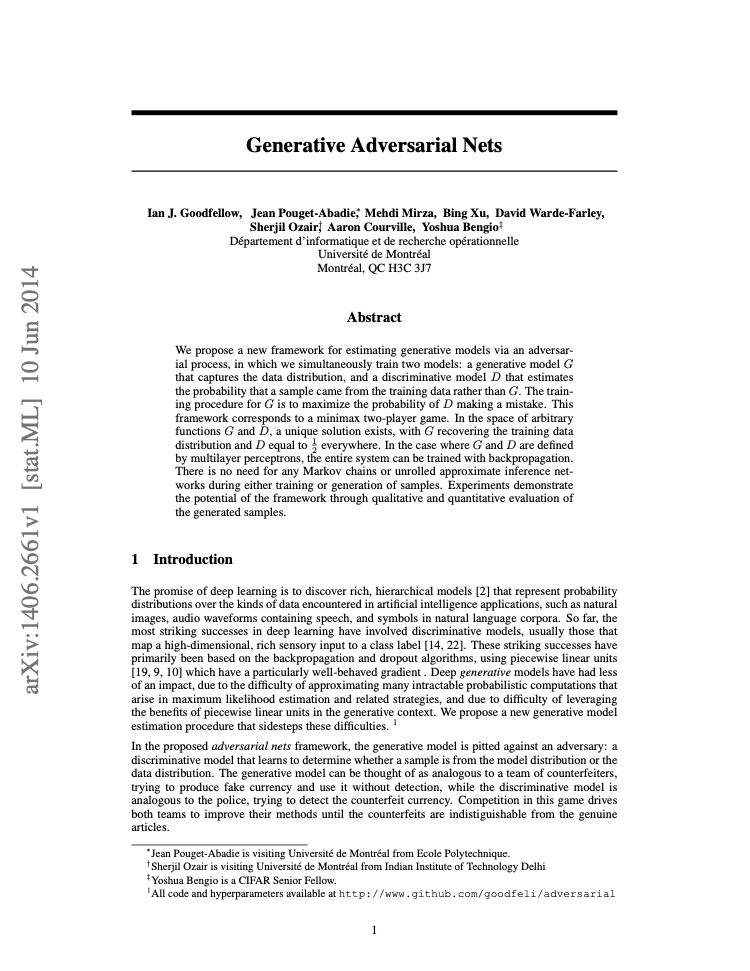 arXiv:1406.2661v1 [stat.ML] 10 Jun 2014
Generative Adversarial Nets
Ian J. Goodfellow, Jean Pouget-Abadie,* Mehdi Mirza, Bing Xu, David Warde-Farley,
Sherjil Ozair,† Aaron Courville, Yoshua Bengio‡
Département d'informatique et de recherche opérationnelle
Université de Montréal
Montréal, QC H3C 3J7
Abstract
We propose a new framework for estimating generative models via an adversar-
ial process, in which we simultaneously train two models: a generative model G
that captures the data distribution, and a discriminative model D that estimates
the probability that a sample came from the training data rather than G. The train-
ing procedure for G is to maximize the probability of D making a mistake. This
framework corresponds to a minimax two-player game. In the space of arbitrary
functions G and D, a unique solution exists, with G recovering the training data
distribution and D equal to 1/2 everywhere. In the case where G and D are defined
by multilayer perceptrons, the entire system can be trained with backpropagation.
There is no need for any Markov chains or unrolled approximate inference net-
works during either training or generation of samples. Experiments demonstrate
the potential of the framework through qualitative and quantitative evaluation of
the generated samples.
1 Introduction
The promise of deep learning is to discover rich, hierarchical models [2] that represent probability
distributions over the kinds of data encountered in artificial intelligence applications, such as natural
images, audio waveforms containing speech, and symbols in natural language corpora. So far, the
most striking successes in deep learning have involved discriminative models, usually those that
map a high-dimensional, rich sensory input to a class label [14, 22]. These striking successes have
primarily been based on the backpropagation and dropout algorithms, using piecewise linear units
[19, 9, 10] which have a particularly well-behaved gradient . Deep generative models have had less
of an impact, due to the difficulty of approximating many intractable probabilistic computations that
arise in maximum likelihood estimation and related strategies, and due to difficulty of leveraging
the benefits of piecewise linear units in the generative context. We propose a new generative model
estimation procedure that sidesteps these difficulties. 1
In the proposed adversarial nets framework, the generative model is pitted against an adversary: a
discriminative model that learns to determine whether a sample is from the model distribution or the
data distribution. The generative model can be thought of as analogous to a team of counterfeiters,
trying to produce fake currency and use it without detection, while the discriminative model is
analogous to the police, trying to detect the counterfeit currency. Competition in this game drives
both teams to improve their methods until the counterfeits are indistiguishable from the genuine
articles.
*Jean Pouget-Abadie is visiting Université de Montréal from Ecole Polytechnique.
†Sherjil Ozair is visiting Université de Montréal from Indian Institute of Technology Delhi
‡Yoshua Bengio is a CIFAR Senior Fellow.
1All code and hyperparameters available at http://www.github.com/goodfeli/adversarial
1